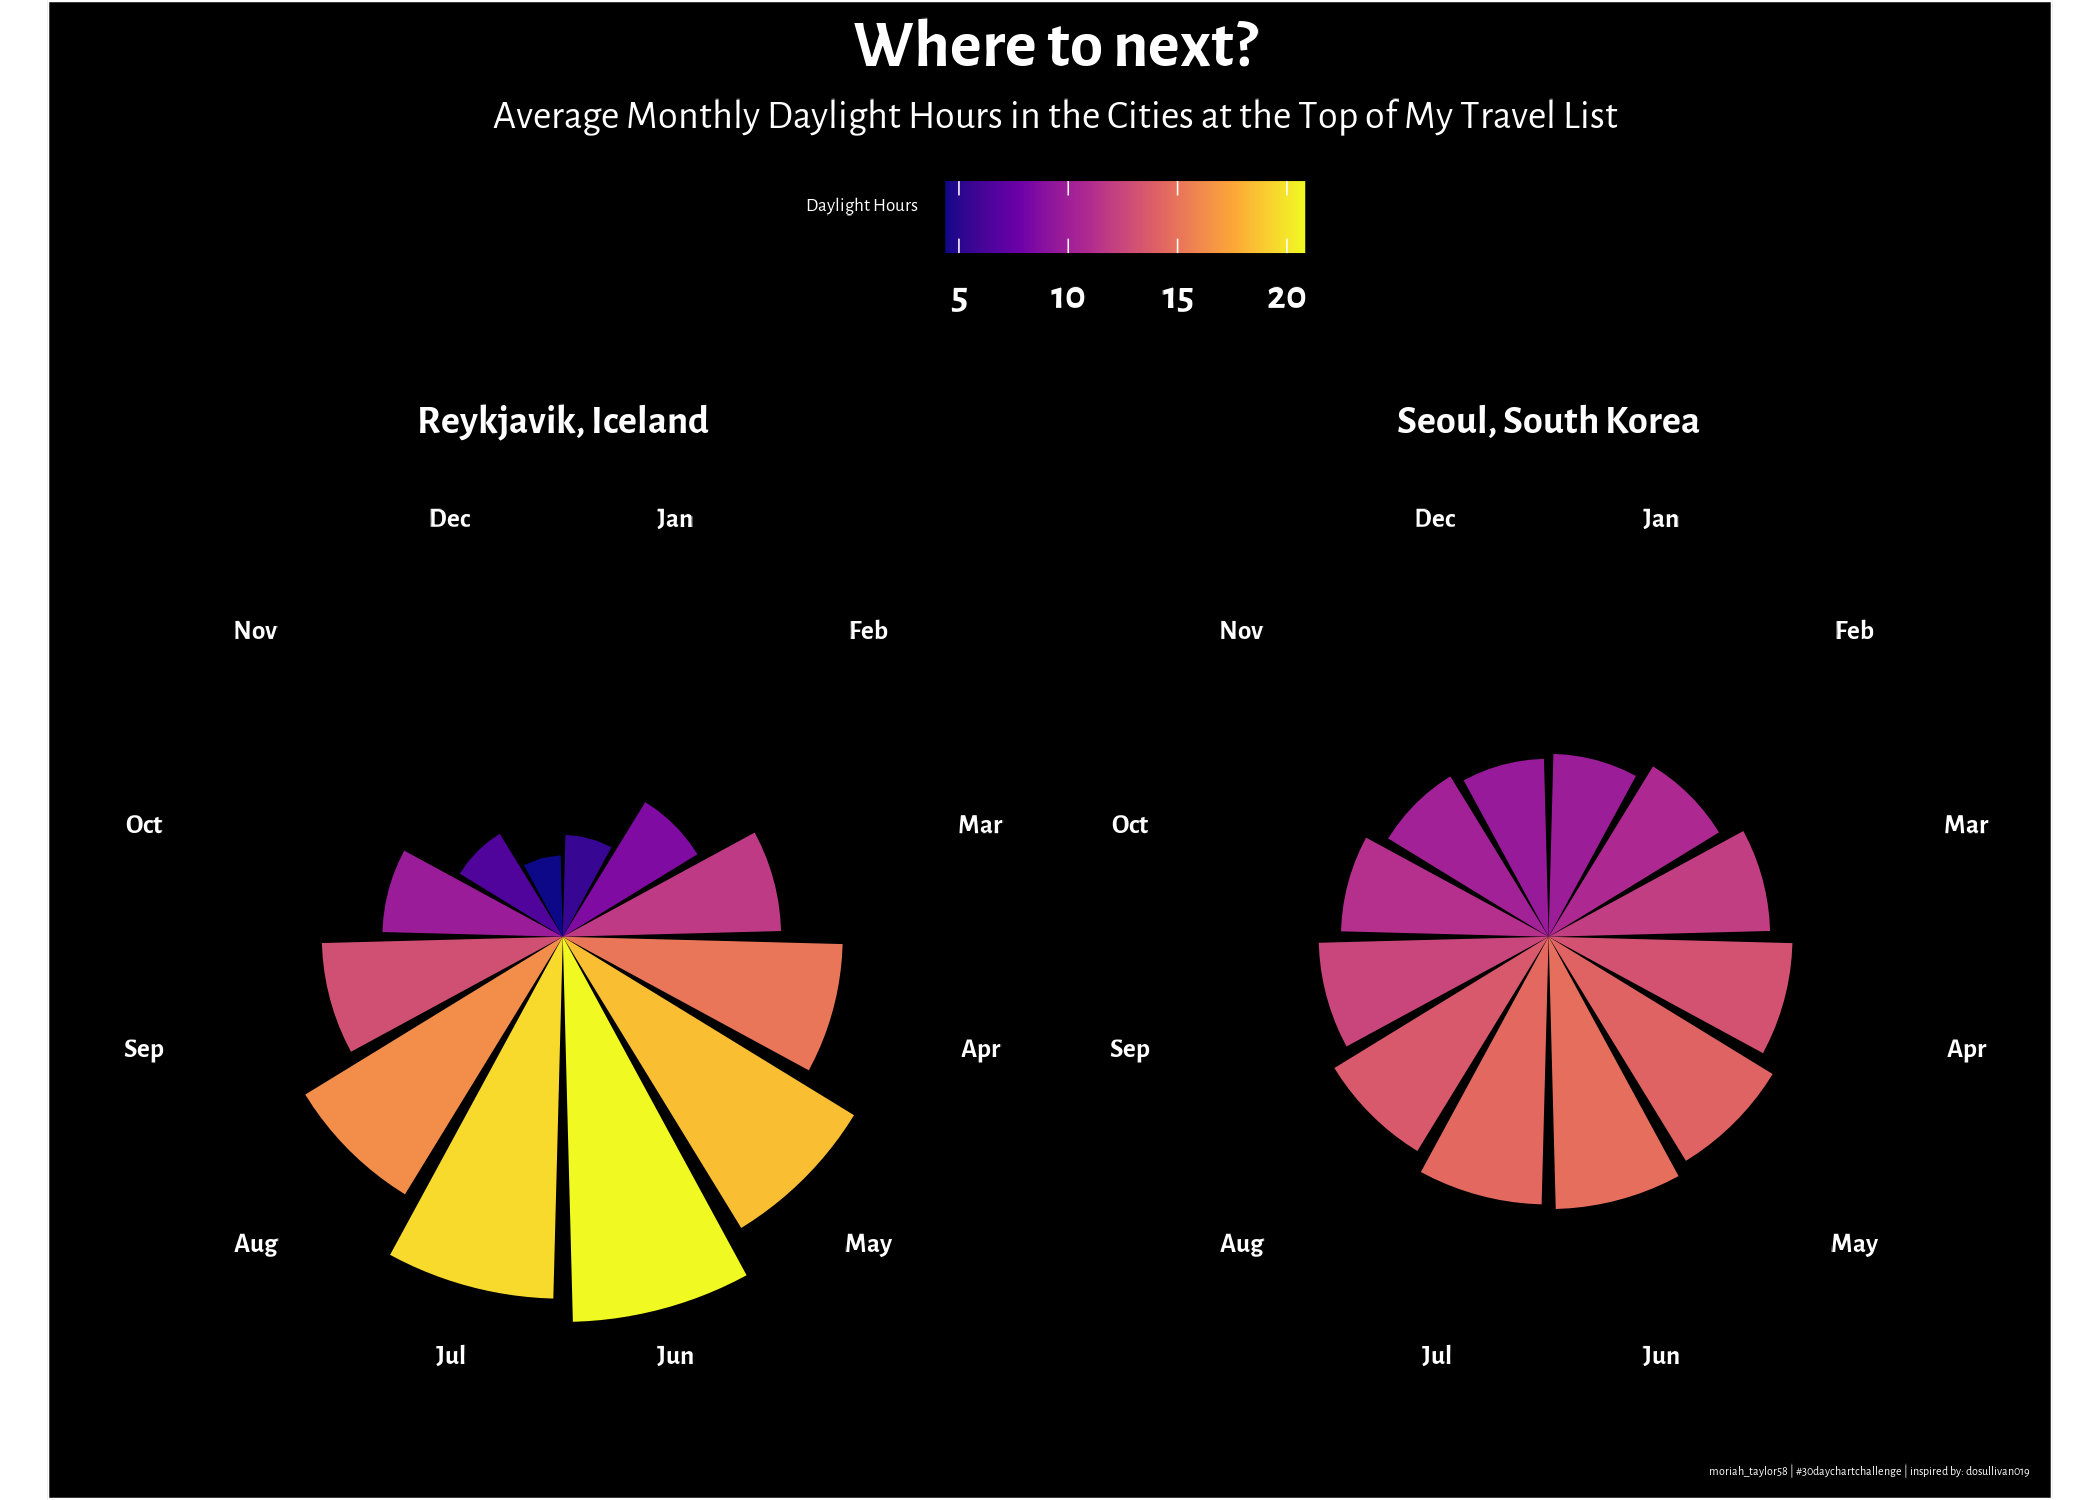 Where to next?
Average Monthly Daylight Hours in the Cities at the Top of My Travel List
Daylight Hours
5 10 15 20
Reykjavik, Iceland
Dec Jan
Nov Feb
Oct Mar
Sep Apr
Aug May
Jul Jun
Seoul, South Korea
Dec Jan
Nov Feb
Oct Mar
Sep Apr
Aug May
Jul Jun
moriah_taylor58 | #30daychartchallenge | inspired by: dosullivan019